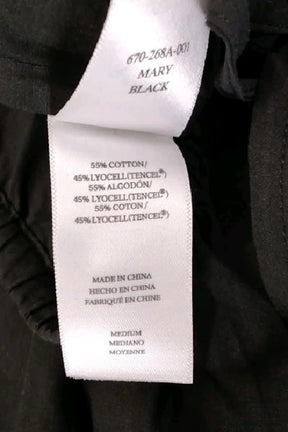 670-268A-001
MARY
BLACK
55% COTTON/
45% LYOCELL(TENCEL®)
55% ALGODÓN/
45% LYOCELL(TENCEL®)
55% COTON/
45% LYOCELL(TENCEL®)
MADE IN CHINA
HECHO EN CHINA
FABRIQUÉ EN CHINE
MEDIUM
MEDIANO
MOYENNE